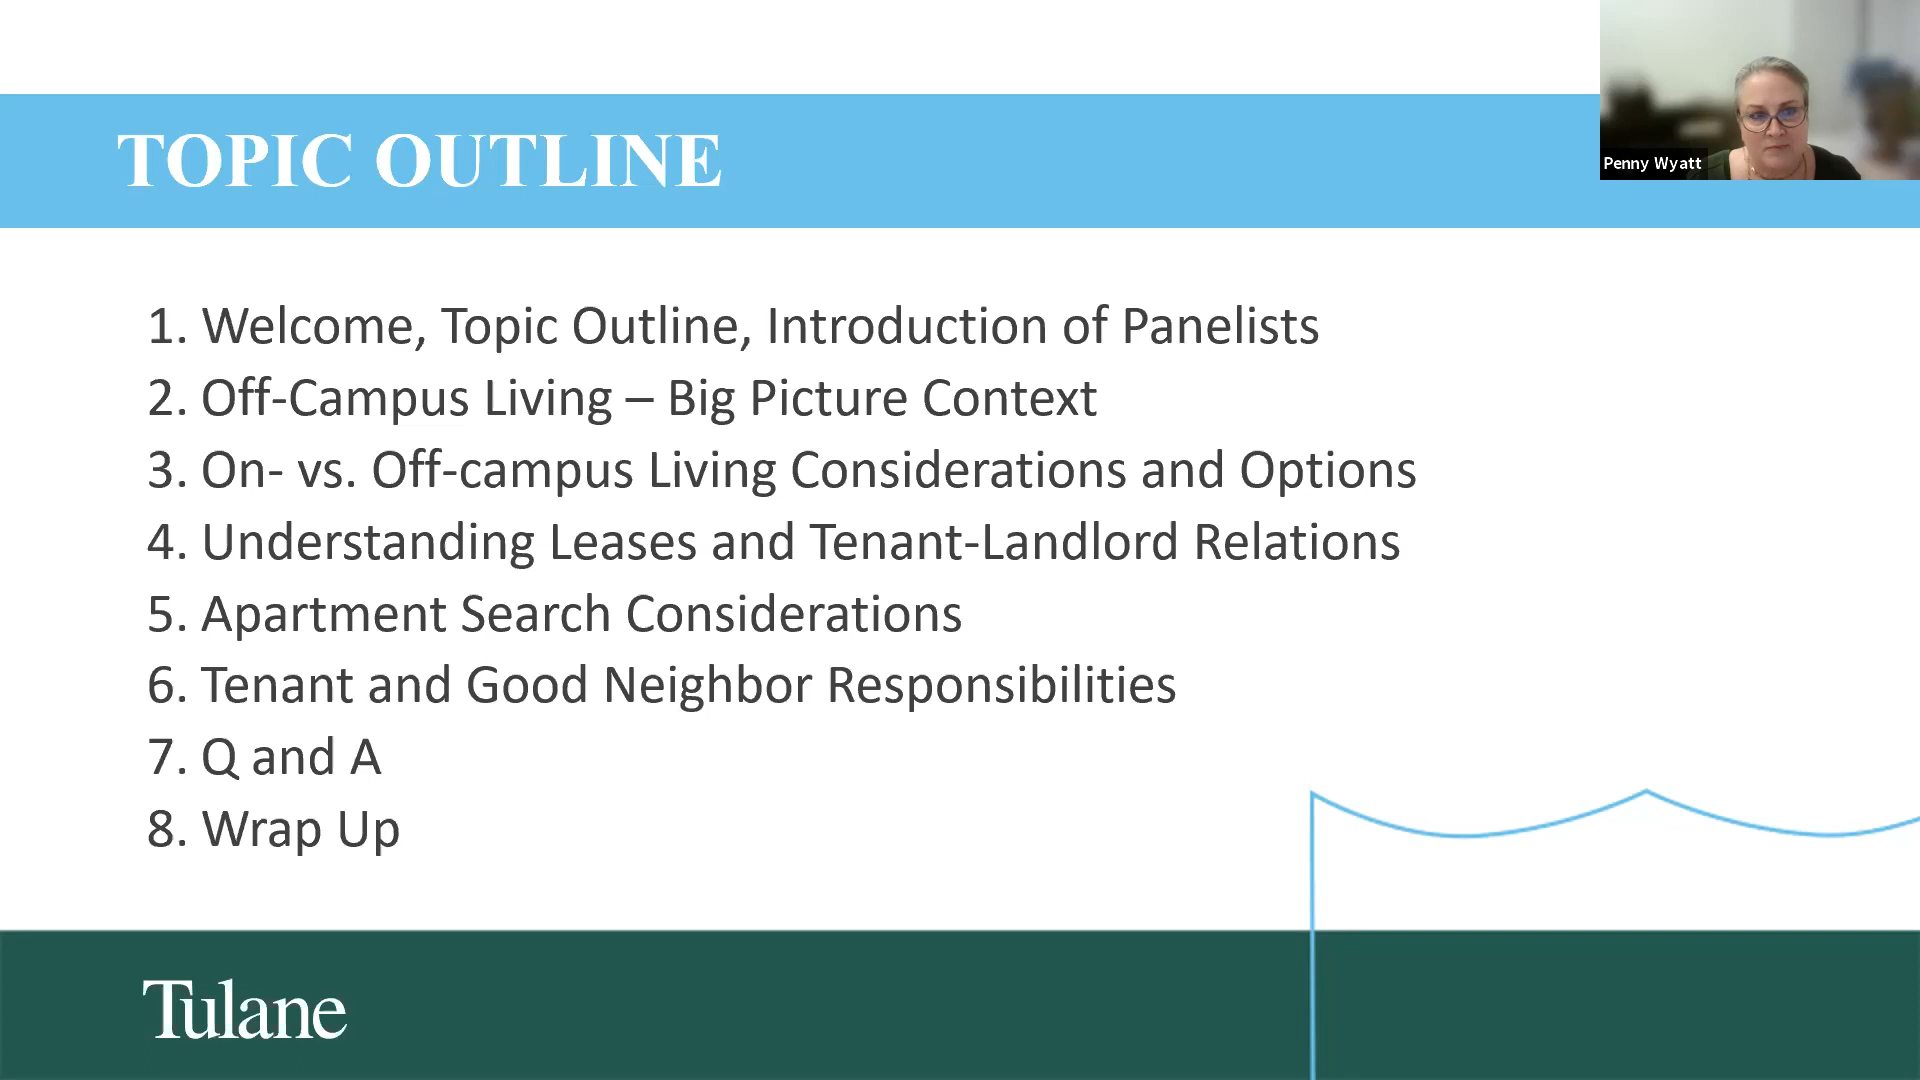 TOPIC OUTLINE
Penny Wyatt
1. Welcome, Topic Outline, Introduction of Panelists
2. Off-Campus Living – Big Picture Context
3. On- vs. Off-campus Living Considerations and Options
4. Understanding Leases and Tenant-Landlord Relations
5. Apartment Search Considerations
6. Tenant and Good Neighbor Responsibilities
7. Q and A
8. Wrap Up
Tulane